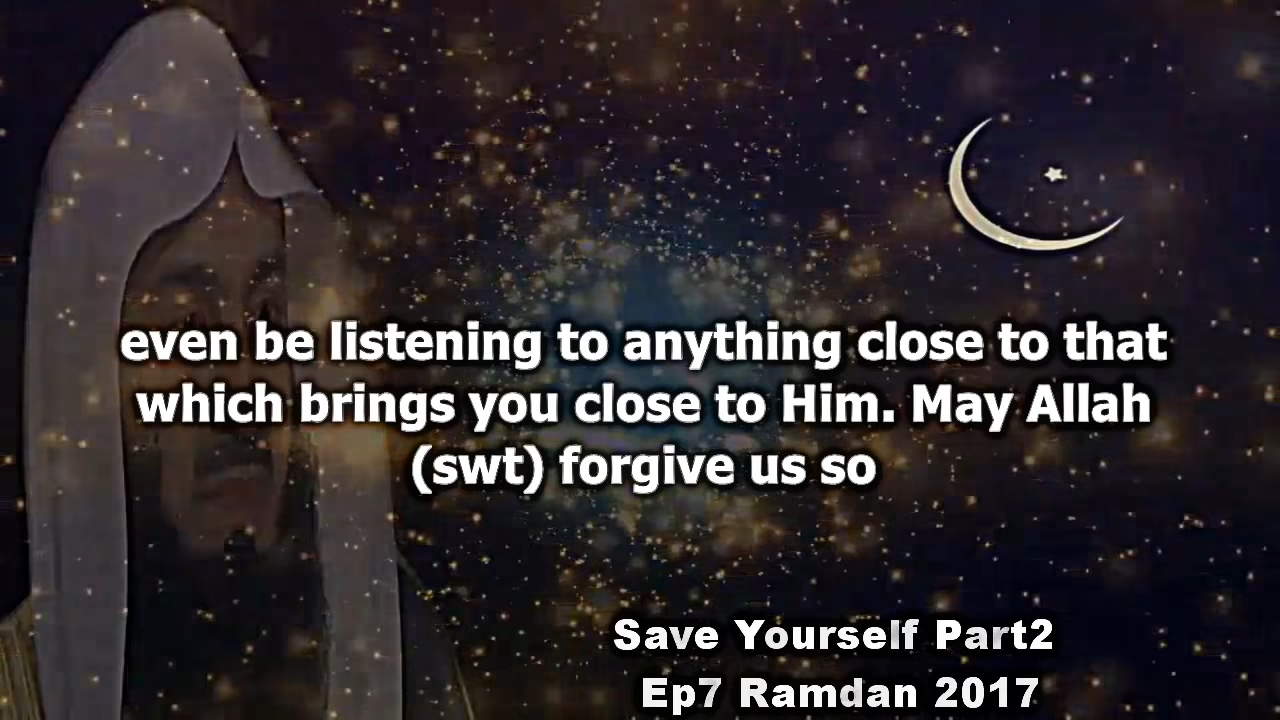 even be listening to anything close to that
which brings you close to Him. May Allah
(swt) forgive us so
Save Yourself Part2
Ep7 Ramdan 2017